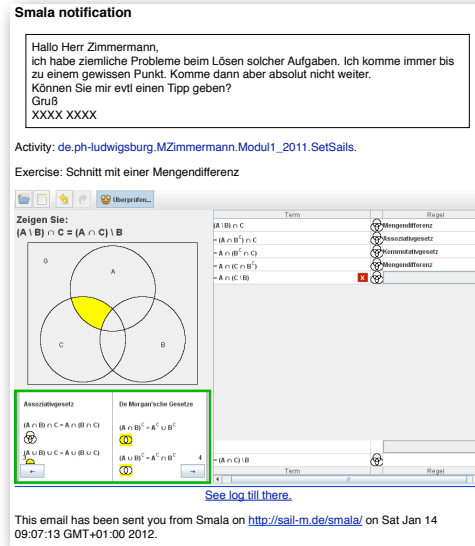 Smala notification
Hallo Herr Zimmermann,
ich habe ziemliche Probleme beim Lösen solcher Aufgaben. Ich komme immer bis
zu einem gewissen Punkt. Komme dann aber absolut nicht weiter.
Können Sie mir evtl einen Tipp geben?
Gruß
XXXX XXXX
Activity: de.ph-ludwigsburg.MZimmermann.Modul1_2011.SetSails.
Exercise: Schnitt mit einer Mengendifferenz
Überprüfen...
Zeigen Sie:
(A \ B) ∩ C = (A ∩ C) \ B
G
A
C
B
Term Regel
(A \ B) ∩ C Mengendifferenz
= (A ∩ B^C) ∩ C Assoziativgesetz
= A ∩ (B^C ∩ C) Kommutativgesetz
= A ∩ (C ∩ B^C) Mengendifferenz
= A ∩ (C \ B) X
Assoziativgesetz De Morgan'sche Gesetze
(A ∩ B) ∩ C = A ∩ (B ∩ C) (A ∩ B)^C = A^C ∪ B^C
(A ∪ B) ∪ C = A ∪ (B ∪ C) (A ∪ B)^C = A^C ∩ B^C
3 4
← →
= (A ∩ C) \ B
Term Regel
See log till there.
This email has been sent you from Smala on http://sail-m.de/smala/ on Sat Jan 14
09:07:13 GMT+01:00 2012.